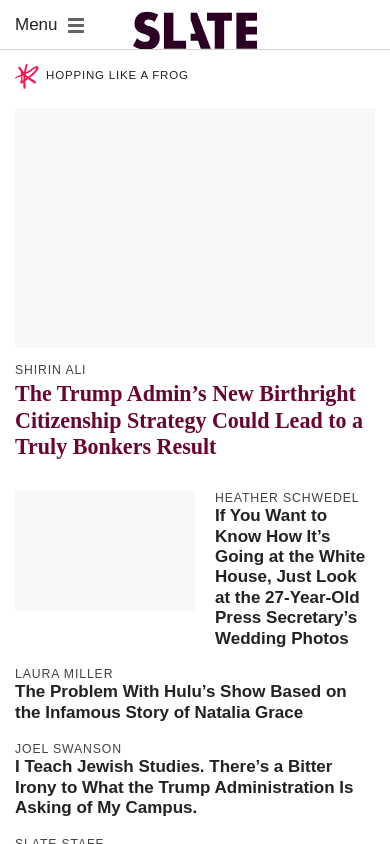 Menu
SLATE
HOPPING LIKE A FROG
SHIRIN ALI
The Trump Admin’s New Birthright
Citizenship Strategy Could Lead to a
Truly Bonkers Result
HEATHER SCHWEDEL
If You Want to
Know How It’s
Going at the White
House, Just Look
at the 27-Year-Old
Press Secretary’s
Wedding Photos
LAURA MILLER
The Problem With Hulu’s Show Based on
the Infamous Story of Natalia Grace
JOEL SWANSON
I Teach Jewish Studies. There’s a Bitter
Irony to What the Trump Administration Is
Asking of My Campus.
SLATE STAFF